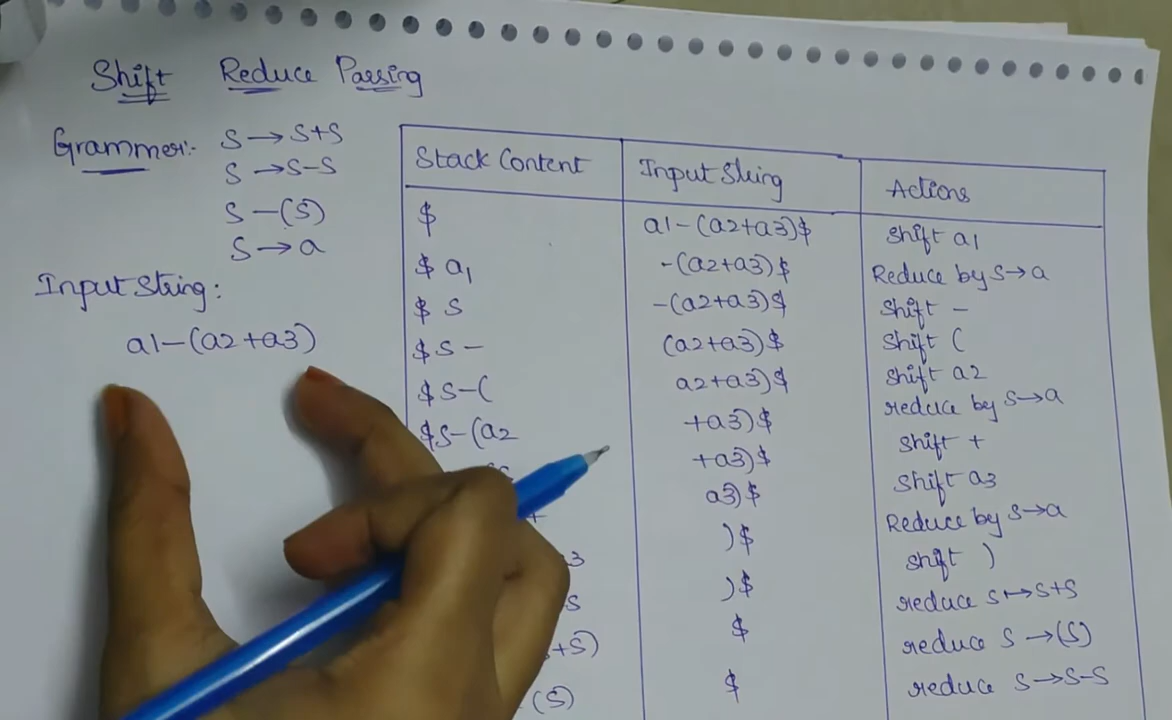 Shift Reduce Parsing
Grammer:- S→S+S
S→S-S
S-(S)
S→a
Input String:
a1-(a2+a3)
Stack Content Input String Actions
$ a1-(a2+a3)$ Shift a1
$ a1 -(a2+a3)$ Reduce by S→a
$ S -(a2+a3)$ Shift -
$S- (a2+a3)$ Shift (
$S-( a2+a3)$ Shift a2
$S-(a2 +a3)$ reduce by S→a
+a3)$ Shift +
+ a3)$ Shift a3
3 )$ Reduce by S→a
S )$ shift )
+S) $ reduce S→S+S
(S) $ reduce S→(S)
reduce S→S-S